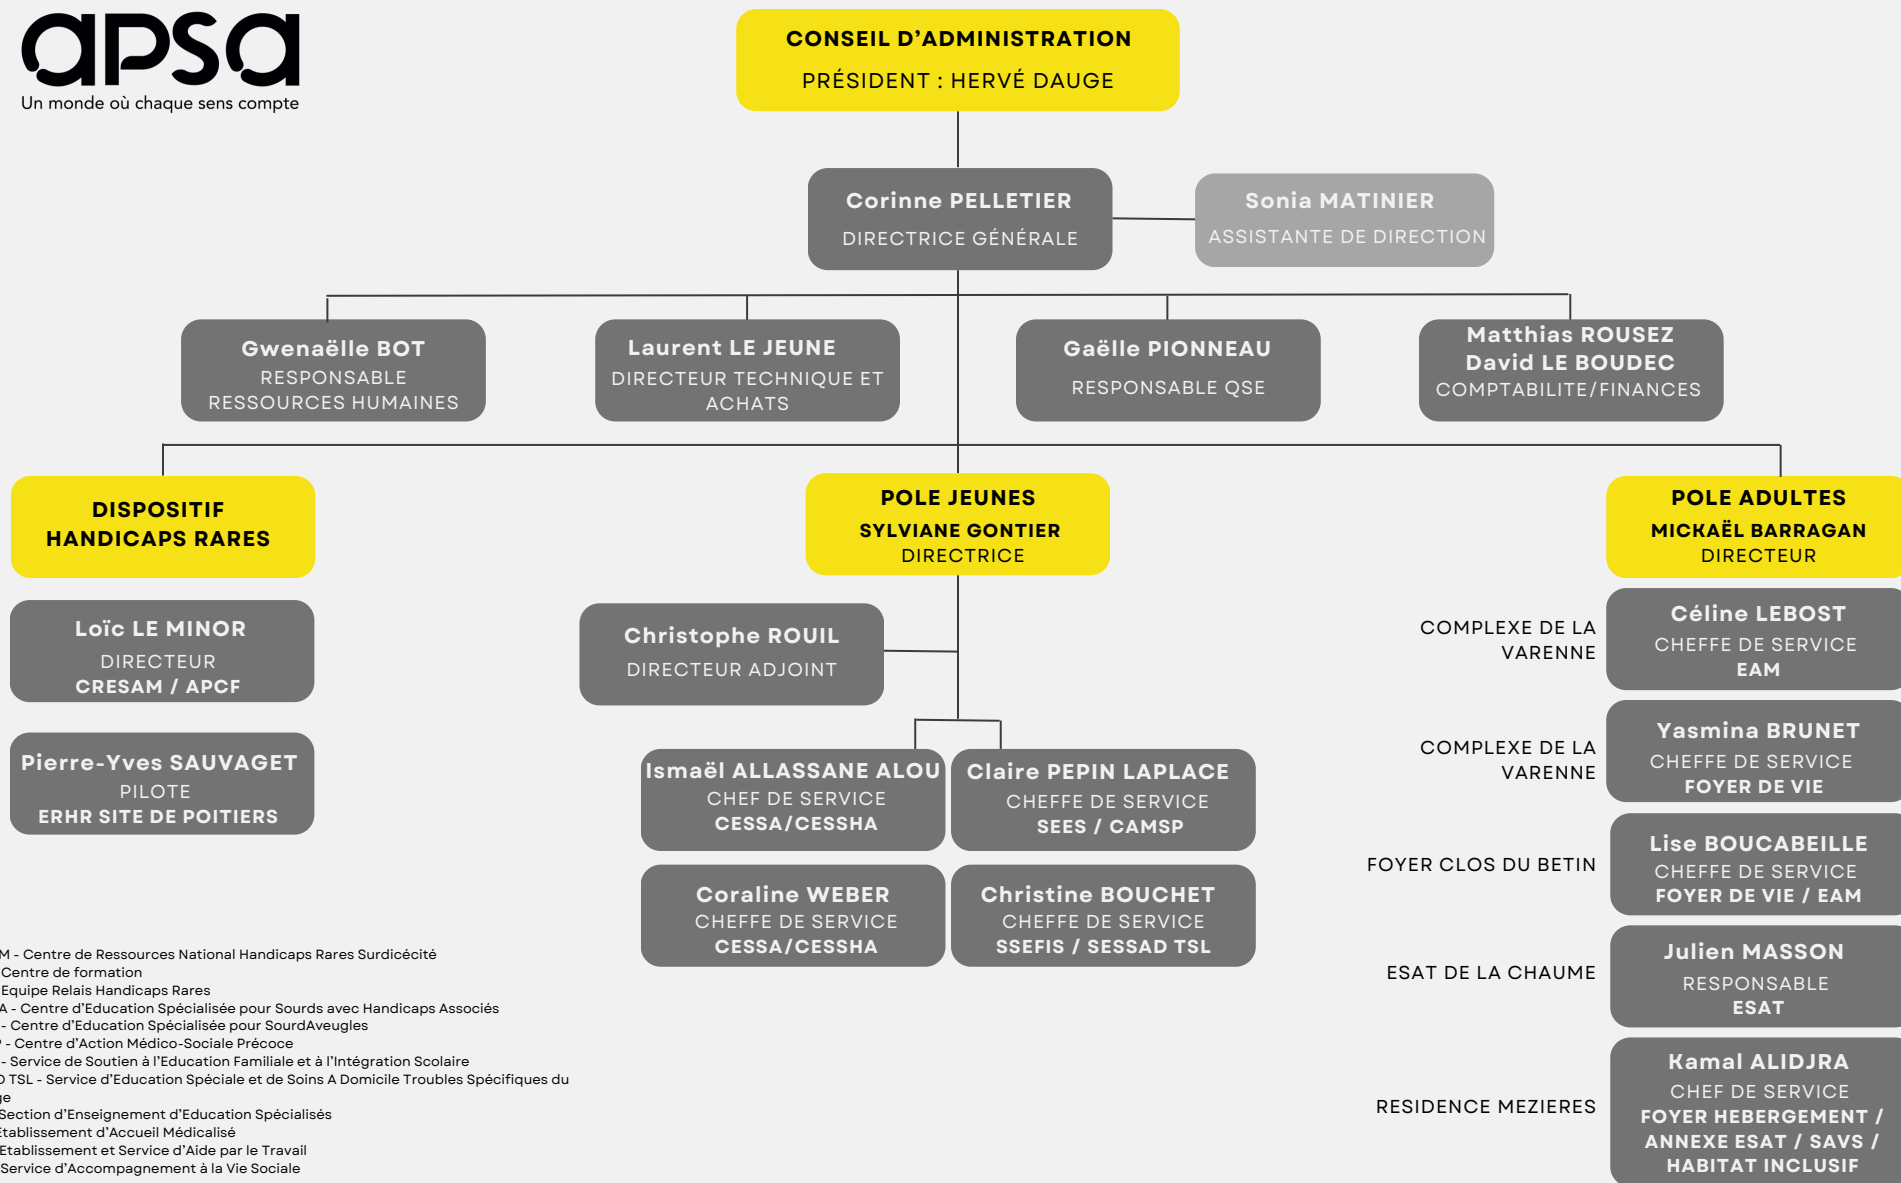 apsa
Un monde où chaque sens compte
CONSEIL D'ADMINISTRATION
PRÉSIDENT : HERVÉ DAUGE
Corinne PELLETIER
DIRECTRICE GÉNÉRALE
Sonia MATINIER
ASSISTANTE DE DIRECTION
Gwenaëlle BOT
RESPONSABLE
RESSOURCES HUMAINES
Laurent LE JEUNE
DIRECTEUR TECHNIQUE ET
ACHATS
Gaëlle PIONNEAU
RESPONSABLE QSE
Matthias ROUSEZ
David LE BOUDEC
COMPTABILITE/FINANCES
DISPOSITIF
HANDICAPS RARES
Loïc LE MINOR
DIRECTEUR
CRESAM / APCF
Pierre-Yves SAUVAGET
PILOTE
ERHR SITE DE POITIERS
POLE JEUNES
SYLVIANE GONTIER
DIRECTRICE
Christophe ROUIL
DIRECTEUR ADJOINT
Ismaël ALLASSANE ALOU
CHEF DE SERVICE
CESSA/CESSHA
Claire PEPIN LAPLACE
CHEFFE DE SERVICE
SEES / CAMSP
Coraline WEBER
CHEFFE DE SERVICE
CESSA/CESSHA
Christine BOUCHET
CHEFFE DE SERVICE
SSEFIS / SESSAD TSL
POLE ADULTES
MICKAËL BARRAGAN
DIRECTEUR
COMPLEXE DE LA
VARENNE
Céline LEBOST
CHEFFE DE SERVICE
EAM
COMPLEXE DE LA
VARENNE
Yasmina BRUNET
CHEFFE DE SERVICE
FOYER DE VIE
FOYER CLOS DU BETIN
Lise BOUCABEILLE
CHEFFE DE SERVICE
FOYER DE VIE / EAM
ESAT DE LA CHAUME
Julien MASSON
RESPONSABLE
ESAT
RESIDENCE MEZIERES
Kamal ALIDJRA
CHEF DE SERVICE
FOYER HEBERGEMENT /
ANNEXE ESAT / SAVS /
HABITAT INCLUSIF
M - Centre de Ressources National Handicaps Rares Surdicécité
Centre de formation
Equipe Relais Handicaps Rares
A - Centre d'Education Spécialisée pour Sourds avec Handicaps Associés
- Centre d'Education Spécialisée pour SourdAveugles
- Centre d'Action Médico-Sociale Précoce
- Service de Soutien à l'Education Familiale et à l'Intégration Scolaire
TSL - Service d'Education Spéciale et de Soins A Domicile Troubles Spécifiques du
ge
Section d'Enseignement d'Education Spécialisés
Etablissement d'Accueil Médicalisé
Etablissement et Service d'Aide par le Travail
Service d'Accompagnement à la Vie Sociale